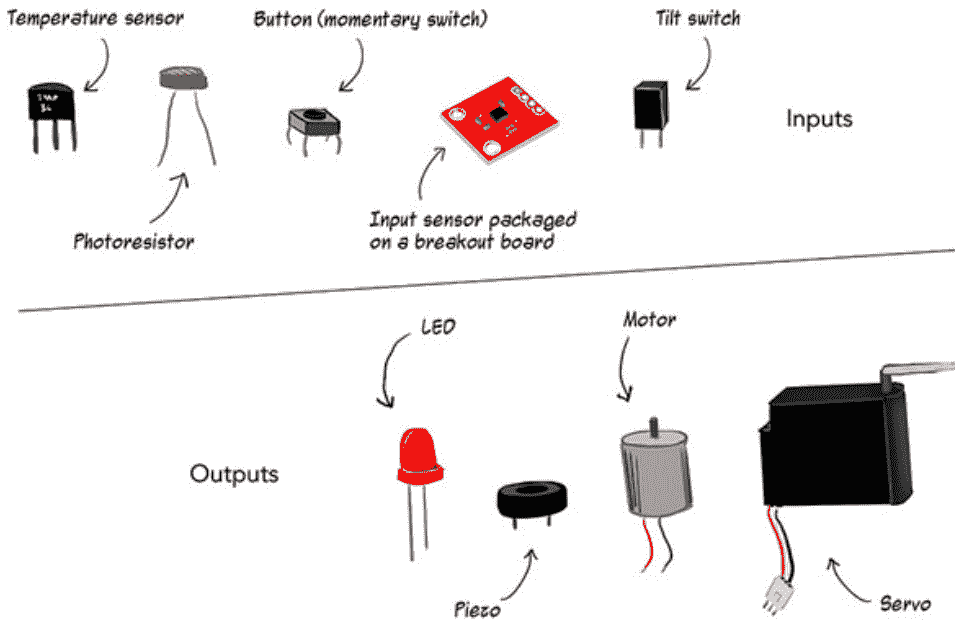 Temperature sensor
Button (momentary switch)
Tilt switch
Inputs
Photoresistor
Input sensor packaged
on a breakout board
LED
Motor
Outputs
Piezo
Servo